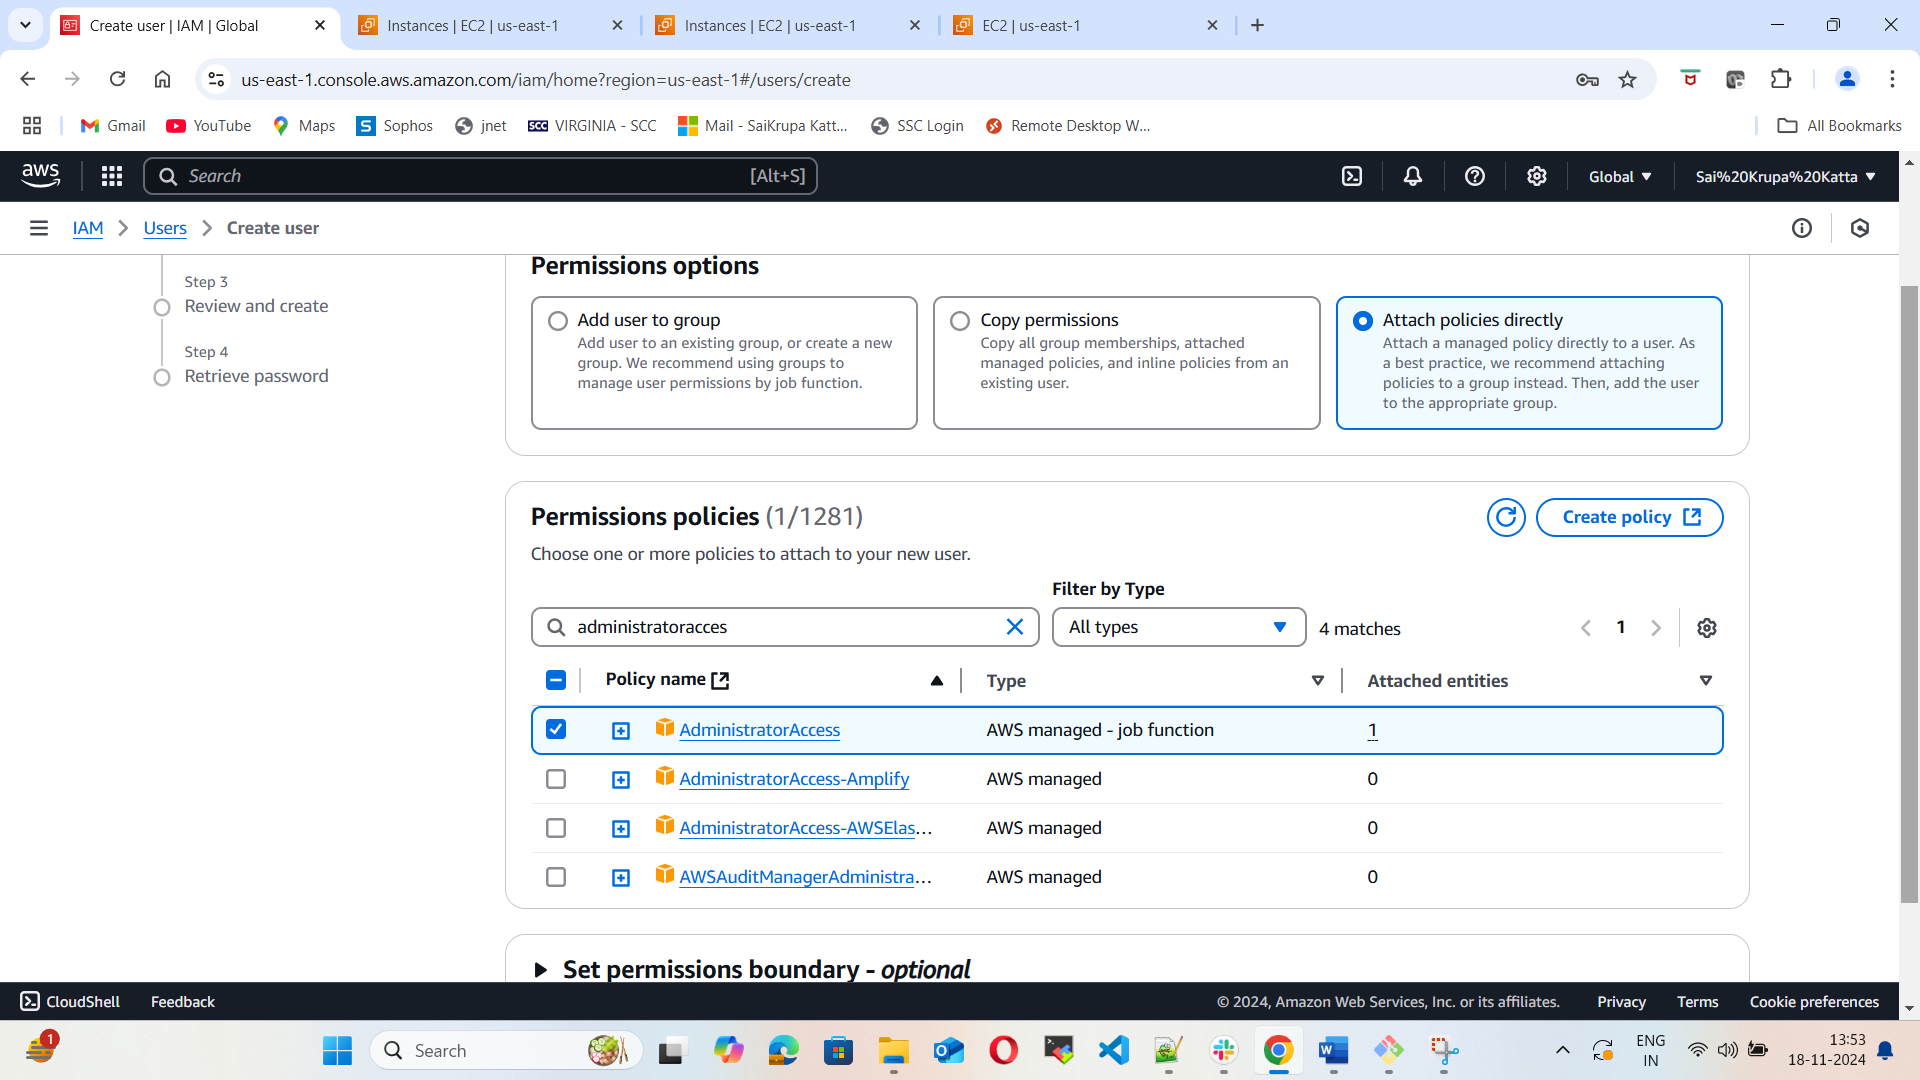 Create user | IAM | Global
Instances | EC2 | us-east-1
Instances | EC2 | us-east-1
EC2 | us-east-1
us-east-1.console.aws.amazon.com/iam/home?region=us-east-1#/users/create
Gmail
YouTube
Maps
S Sophos
jnet
SCC VIRGINIA - SCC
Mail - SaiKrupa Katt...
SSC Login
Remote Desktop W...
All Bookmarks
aws
Search [Alt+S]
Global
Sai%20Krupa%20Katta
IAM
Users
Create user
Step 3
Review and create
Step 4
Retrieve password
Permissions options
Add user to group
Add user to an existing group, or create a new
group. We recommend using groups to
manage user permissions by job function.
Copy permissions
Copy all group memberships, attached
managed policies, and inline policies from an
existing user.
Attach policies directly
Attach a managed policy directly to a user. As
a best practice, we recommend attaching
policies to a group instead. Then, add the user
to the appropriate group.
Permissions policies (1/1281)
Create policy
Choose one or more policies to attach to your new user.
Filter by Type
administratoracces
All types
4 matches
1
Policy name Type Attached entities
AdministratorAccess AWS managed - job function 1
AdministratorAccess-Amplify AWS managed 0
AdministratorAccess-AWSElas... AWS managed 0
AWSAuditManagerAdministra... AWS managed 0
Set permissions boundary - optional
CloudShell Feedback
© 2024, Amazon Web Services, Inc. or its affiliates. Privacy Terms Cookie preferences
1
Search
ENG
IN
13:53
18-11-2024